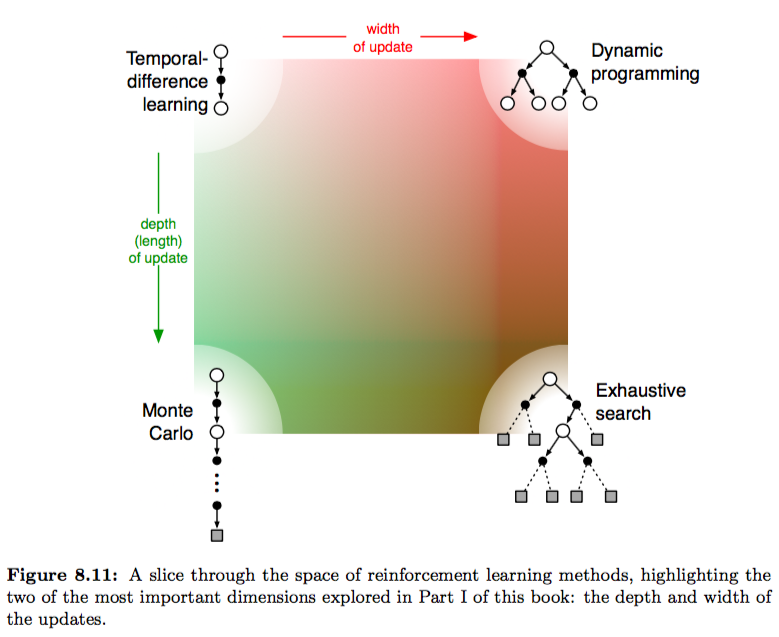 width
of update
Temporal-
difference
learning
Dynamic
programming
depth
(length)
of update
Monte
Carlo
Exhaustive
search
Figure 8.11: A slice through the space of reinforcement learning methods, highlighting the
two of the most important dimensions explored in Part I of this book: the depth and width of
the updates.